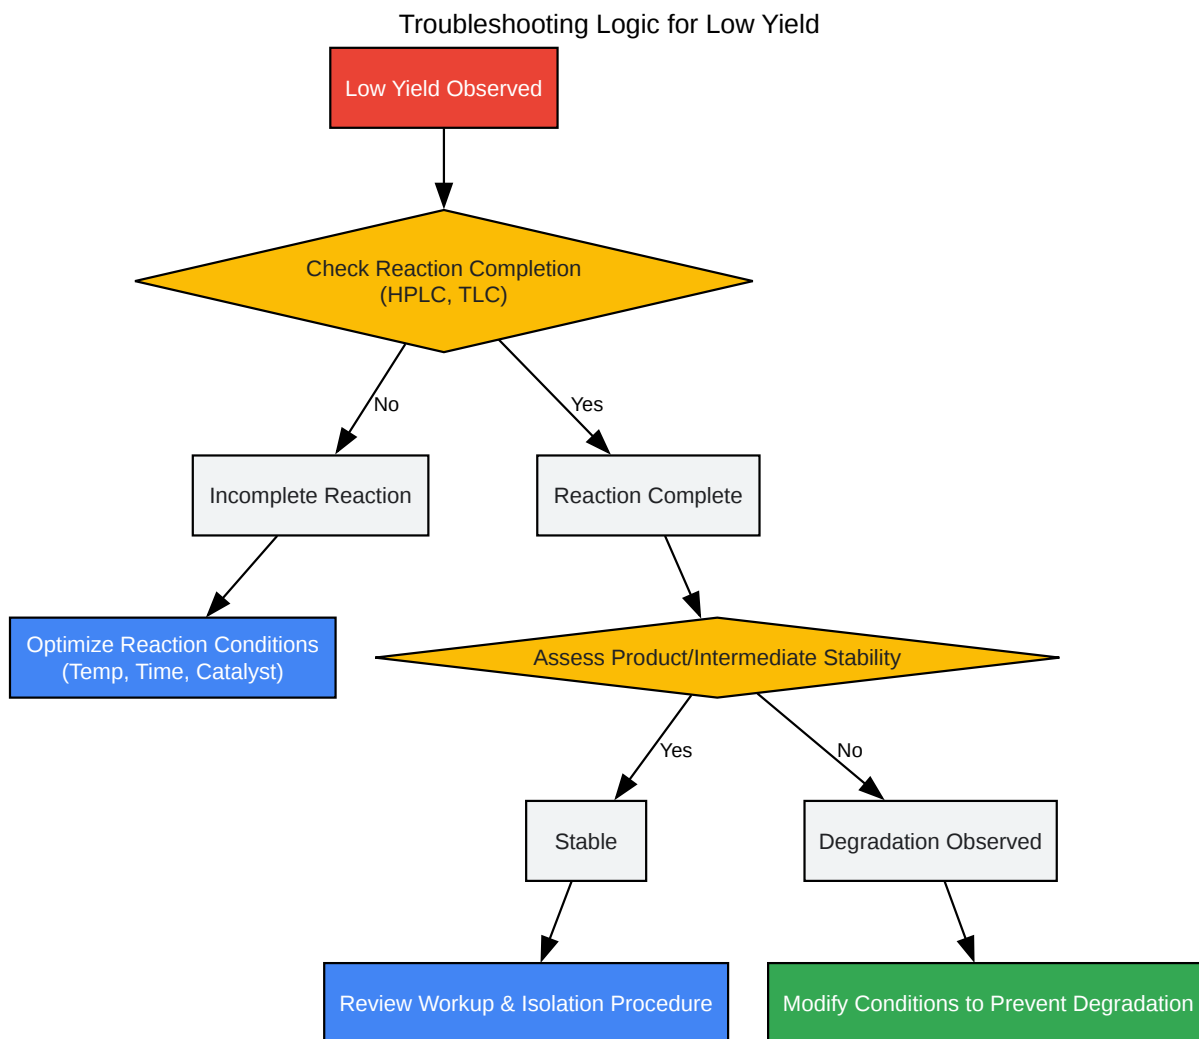 Troubleshooting Logic for Low Yield
Low Yield Observed
Check Reaction Completion
(HPLC, TLC)
No
Yes
Incomplete Reaction
Reaction Complete
Optimize Reaction Conditions
(Temp, Time, Catalyst)
Assess Product/Intermediate Stability
Yes
No
Stable
Degradation Observed
Review Workup & Isolation Procedure
Modify Conditions to Prevent Degradation